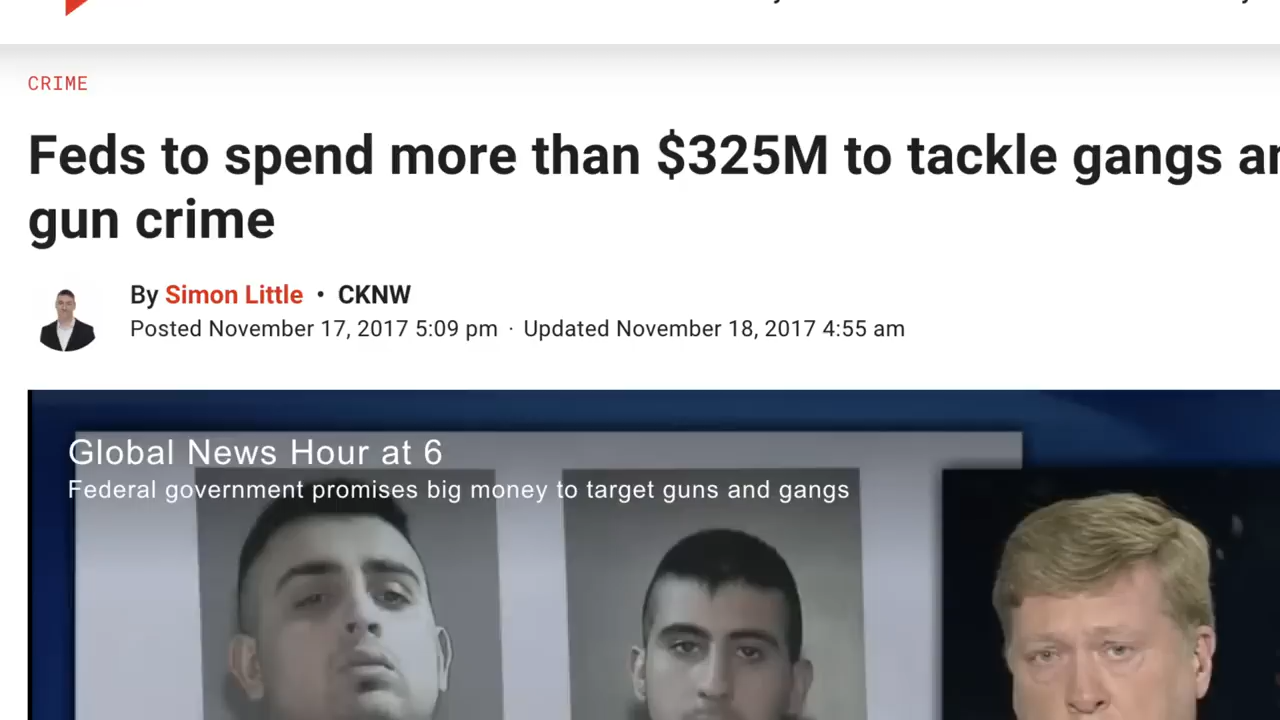 CRIME
Feds to spend more than $325M to tackle gangs
gun crime
By Simon Little • CKNW
Posted November 17, 2017 5:09 pm · Updated November 18, 2017 4:55 am
Global News Hour at 6
Federal government promises big money to target guns and gangs